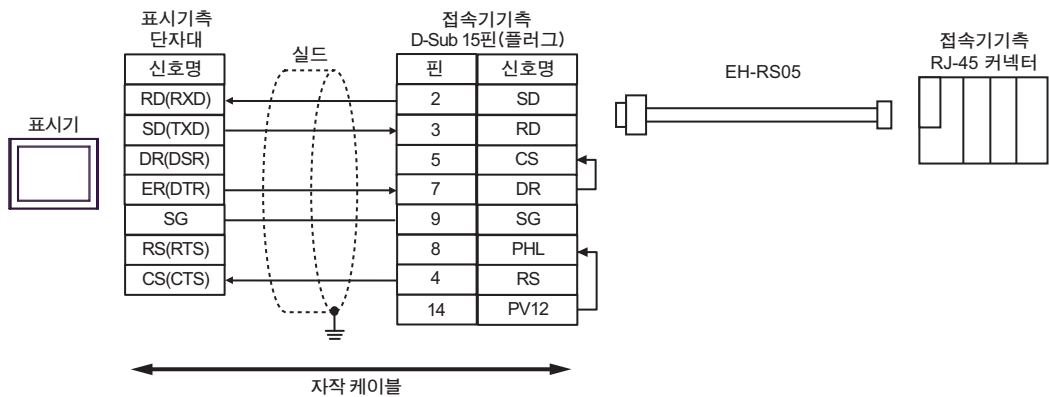 표시기
표시기측
단자대
신호명
RD(RXD)
SD(TXD)
DR(DSR)
ER(DTR)
SG
RS(RTS)
CS(CTS)
실드
접속기기측
D-Sub 15핀(플러그)
핀 신호명
2 SD
3 RD
5 CS
7 DR
9 SG
8 PHL
4 RS
14 PV12
자작 케이블
EH-RS05
접속기기측
RJ-45 커넥터